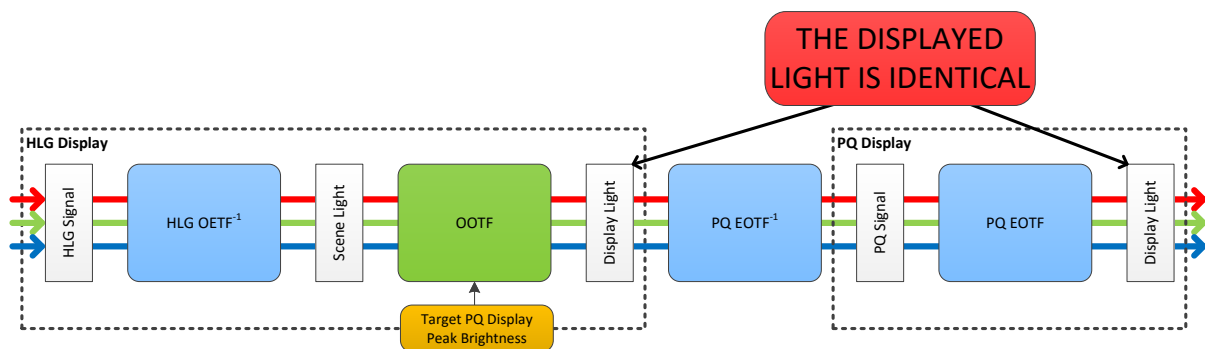 THE DISPLAYED
LIGHT IS IDENTICAL
HLG Display
PQ Display
HLG Signal
HLG OETF⁻¹
Scene Light
OOTF
Display Light
PQ EOTF⁻¹
PQ Signal
PQ EOTF
Display Light
Target PQ Display
Peak Brightness